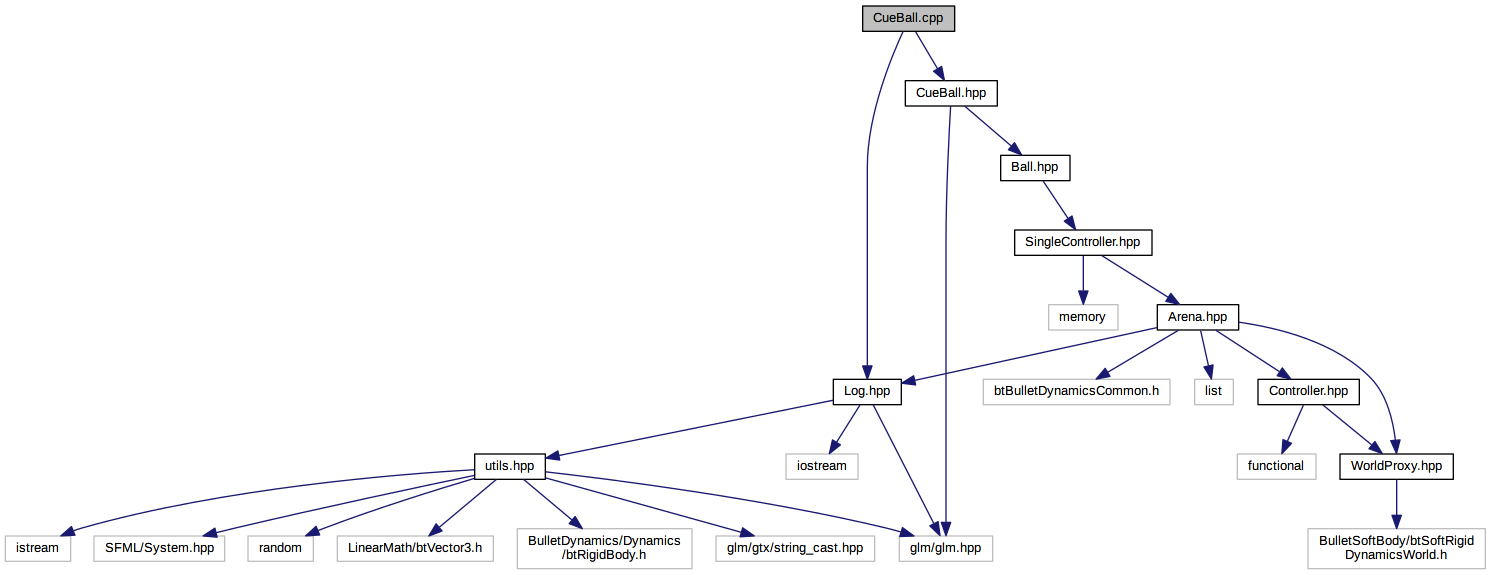 CueBall.cpp
CueBall.hpp
Ball.hpp
SingleController.hpp
memory
Arena.hpp
Log.hpp
btBulletDynamicsCommon.h
list
Controller.hpp
utils.hpp
iostream
functional
WorldProxy.hpp
istream
SFML/System.hpp
random
LinearMath/btVector3.h
BulletDynamics/Dynamics
/btRigidBody.h
glm/gtx/string_cast.hpp
glm/glm.hpp
BulletSoftBody/btSoftRigid
DynamicsWorld.h